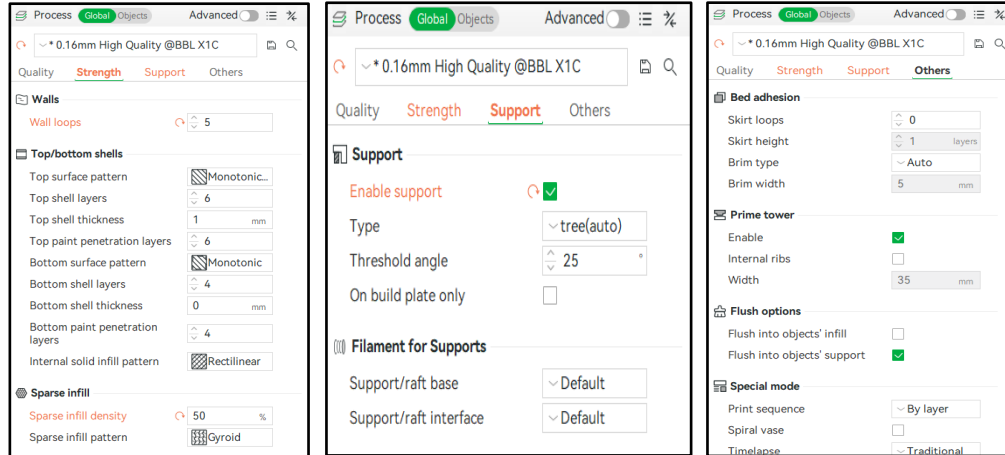 Process Global Objects Advanced
* 0.16mm High Quality @BBL X1C
Quality Strength Support Others
Walls
Wall loops 5
Top/bottom shells
Top surface pattern Monotonic...
Top shell layers 6
Top shell thickness 1 mm
Top paint penetration layers 6
Bottom surface pattern Monotonic
Bottom shell layers 4
Bottom shell thickness 0 mm
Bottom paint penetration
layers 4
Internal solid infill pattern Rectilinear
Sparse infill
Sparse infill density 50 %
Sparse infill pattern Gyroid
Process Global Objects Advanced
* 0.16mm High Quality @BBL X1C
Quality Strength Support Others
Support
Enable support
Type tree(auto)
Threshold angle 25 °
On build plate only
Filament for Supports
Support/raft base Default
Support/raft interface Default
Process Global Objects Advanced
* 0.16mm High Quality @BBL X1C
Quality Strength Support Others
Bed adhesion
Skirt loops 0
Skirt height 1 layers
Brim type Auto
Brim width 5 mm
Prime tower
Enable
Internal ribs
Width 35 mm
Flush options
Flush into objects' infill
Flush into objects' support
Special mode
Print sequence By layer
Spiral vase
Timelapse Traditional